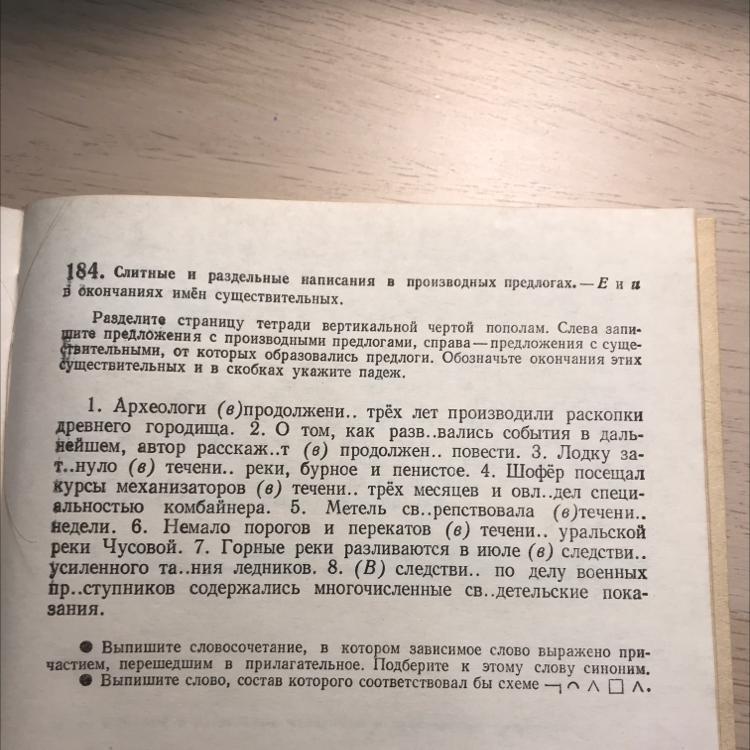 184. Слитные и раздельные написания в производных предлогах. — Е и и
в окончаниях имён существительных.
Разделите страницу тетради вертикальной чертой пополам. Слева запи-
шите предложения с производными предлогами, справа — предложения с суще-
ствительными, от которых образовались предлоги. Обозначьте окончания этих
существительных и в скобках укажите падеж.
1. Археологи (в)продолжени.. трёх лет производили раскопки
древнего городища. 2. О том, как разв..вались события в даль-
нейшем, автор расскаж..т (в) продолжен.. повести. 3. Лодку за-
т..нуло (в) течени.. реки, бурное и пенистое. 4. Шофёр посещал
курсы механизаторов (в) течени.. трёх месяцев и овл..дел специ-
альностью комбайнера. 5. Метель св..репствовала (в)течени..
недели. 6. Немало порогов и перекатов (в) течени.. уральской
реки Чусовой. 7. Горные реки разливаются в июле (в) следстви..
усиленного та..ния ледников. 8. (В) следстви.. по делу военных
пр..ступников содержались многочисленные св..детельские пока-
зания.
● Выпишите словосочетание, в котором зависимое слово выражено при-
частием, перешедшим в прилагательное. Подберите к этому слову синоним.
● Выпишите слово, состав которого соответствовал бы схеме ¬ ⌒ ∧ □ ∧.